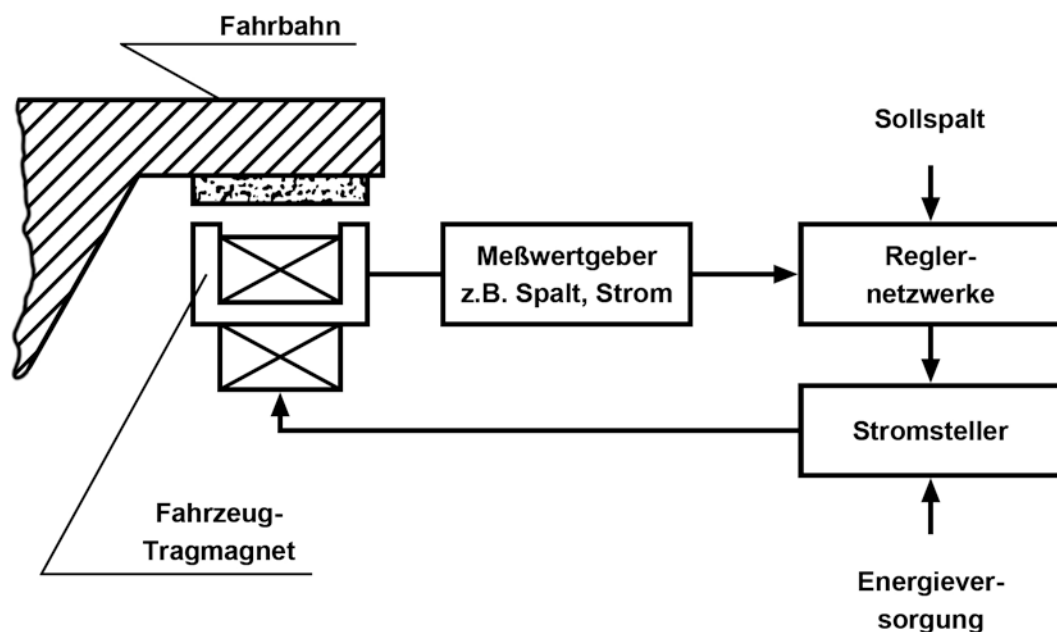 Fahrbahn
Sollspalt
Meßwertgeber
z.B. Spalt, Strom
Regler-
netzwerke
Stromsteller
Fahrzeug-
Tragmagnet
Energiever-
sorgung